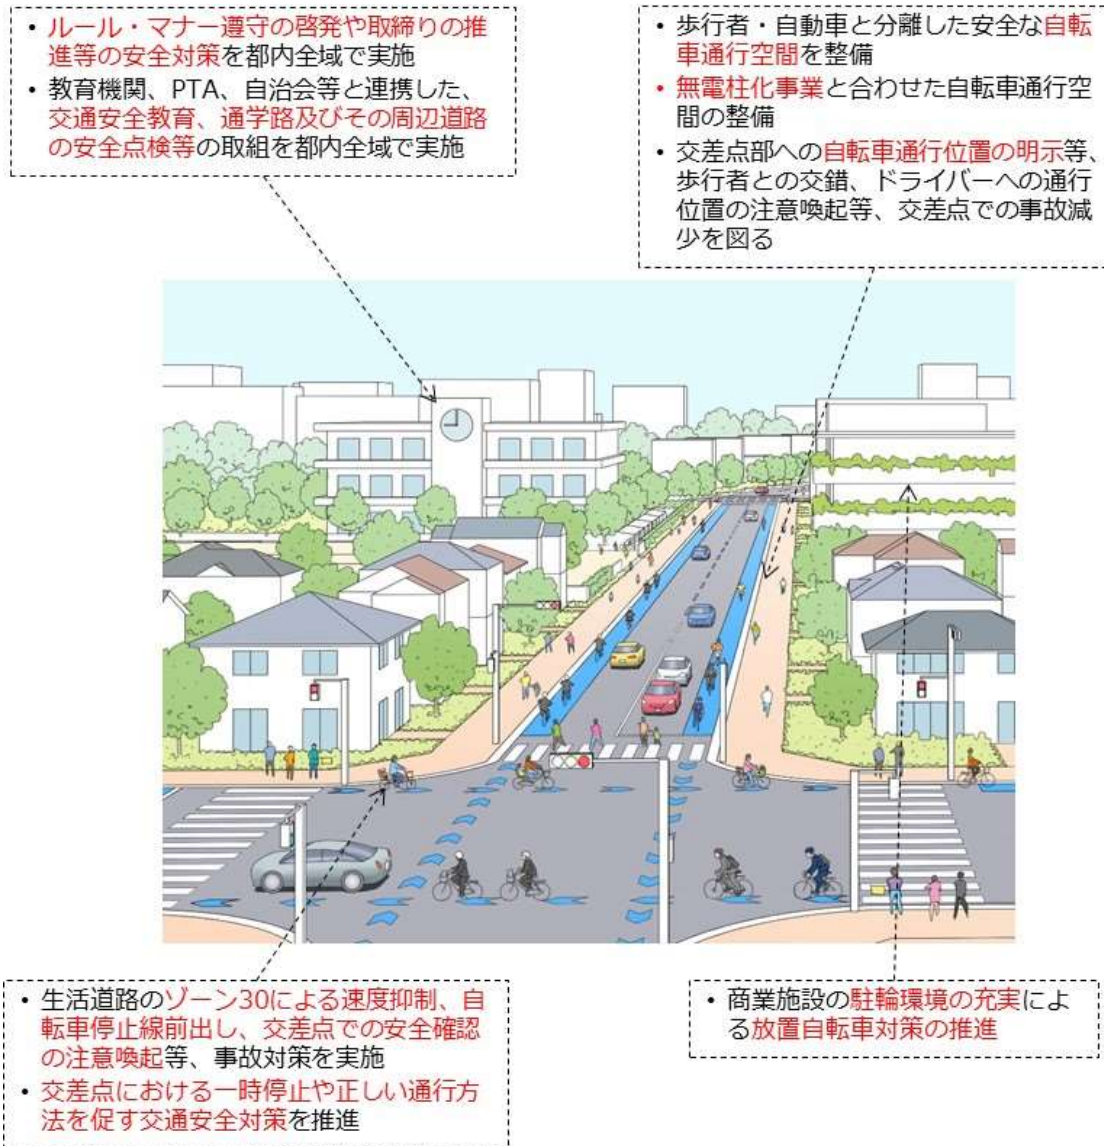 • ルール・マナー遵守の啓発や取締りの推
進等の安全対策を都内全域で実施
• 教育機関、PTA、自治会等と連携した、
交通安全教育、通学路及びその周辺道路
の安全点検等の取組を都内全域で実施
• 歩行者・自動車と分離した安全な自転
車通行空間を整備
• 無電柱化事業と合わせた自転車通行空
間の整備
• 交差点部への自転車通行位置の明示等、
歩行者との交錯、ドライバーへの通行
位置の注意喚起等、交差点での事故減
少を図る
• 生活道路のゾーン30による速度抑制、自
転車停止線前出し、交差点での安全確認
の注意喚起等、事故対策を実施
• 交差点における一時停止や正しい通行方
法を促す交通安全対策を推進
• 商業施設の駐輪環境の充実によ
る放置自転車対策の推進